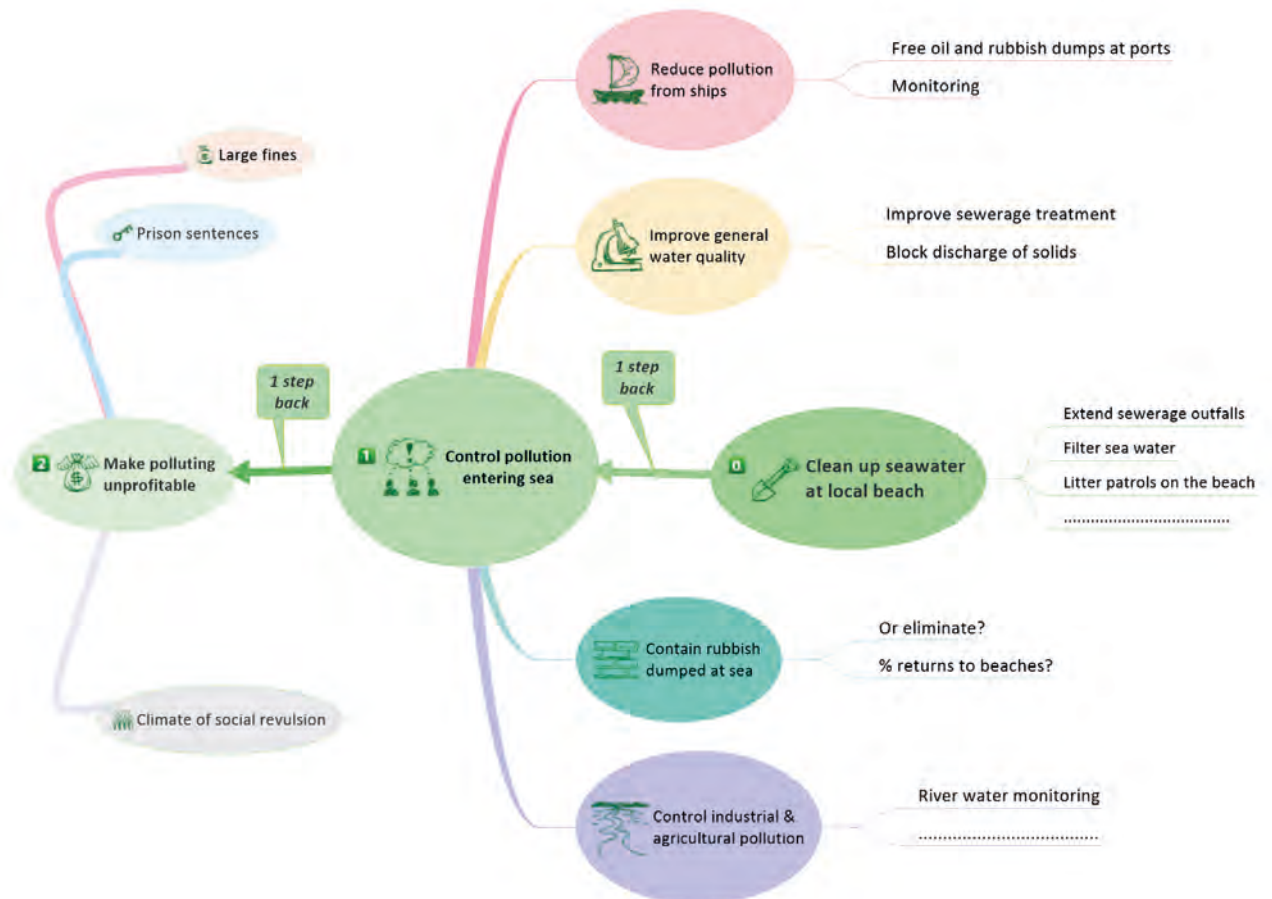 Reduce pollution
from ships
Free oil and rubbish dumps at ports
Monitoring
Large fines
Prison sentences
Improve general
water quality
Improve sewerage treatment
Block discharge of solids
1 step
back
1 step
back
2
Make polluting
unprofitable
1
Control pollution
entering sea
0
Clean up seawater
at local beach
Extend sewerage outfalls
Filter sea water
Litter patrols on the beach
.....................................
Contain rubbish
dumped at sea
Or eliminate?
% returns to beaches?
Climate of social revulsion
Control industrial &
agricultural pollution
River water monitoring
.......................................